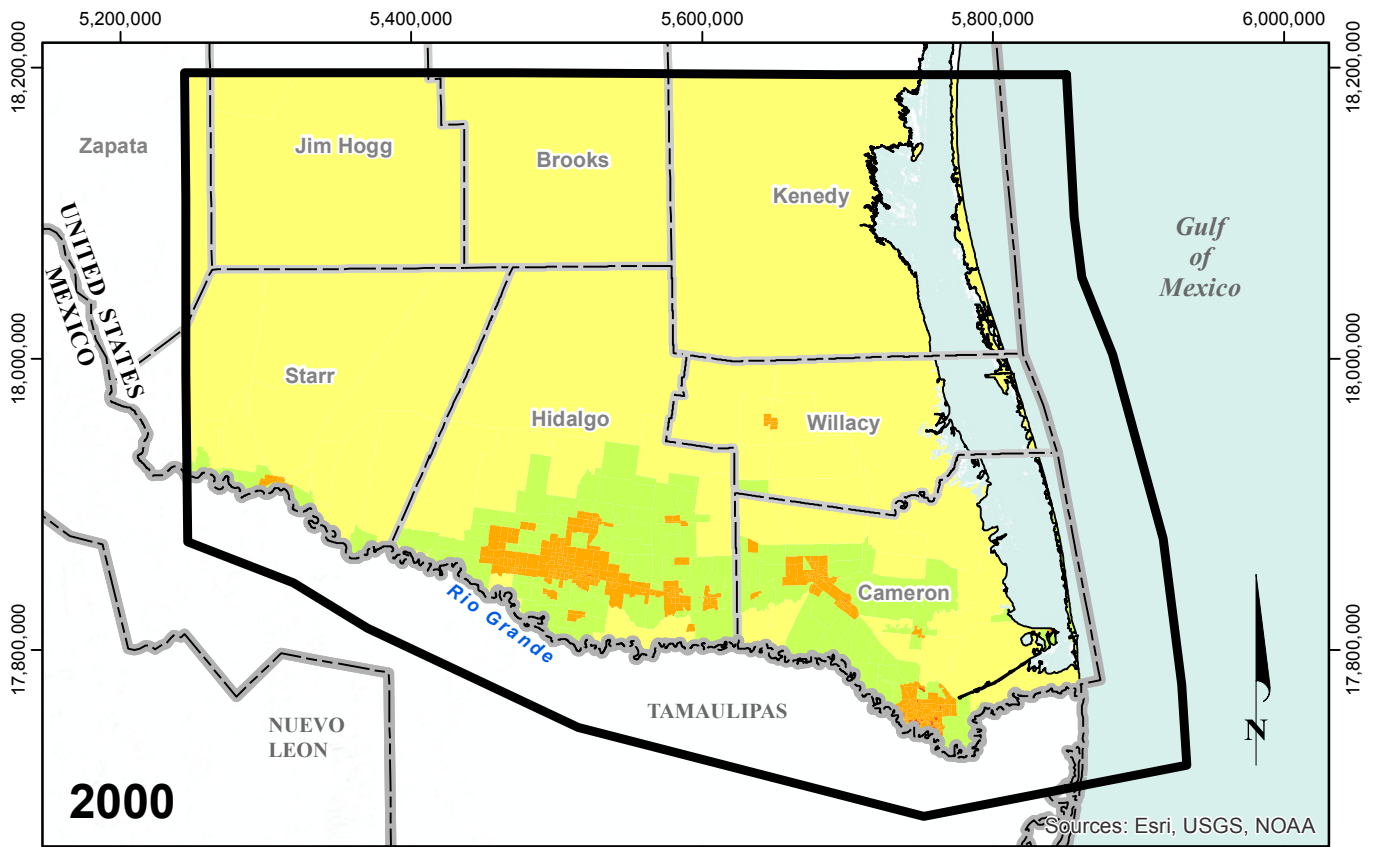 5,200,000
5,400,000
5,600,000
5,800,000
6,000,000
18,200,000
18,200,000
Zapata
Jim Hogg
Brooks
Kenedy
UNITED STATES
MEXICO
Gulf
of
Mexico
18,000,000
18,000,000
Starr
Hidalgo
Willacy
Cameron
Rio Grande
17,800,000
17,800,000
NUEVO
LEON
TAMAULIPAS
N
2000
Sources: Esri, USGS, NOAA